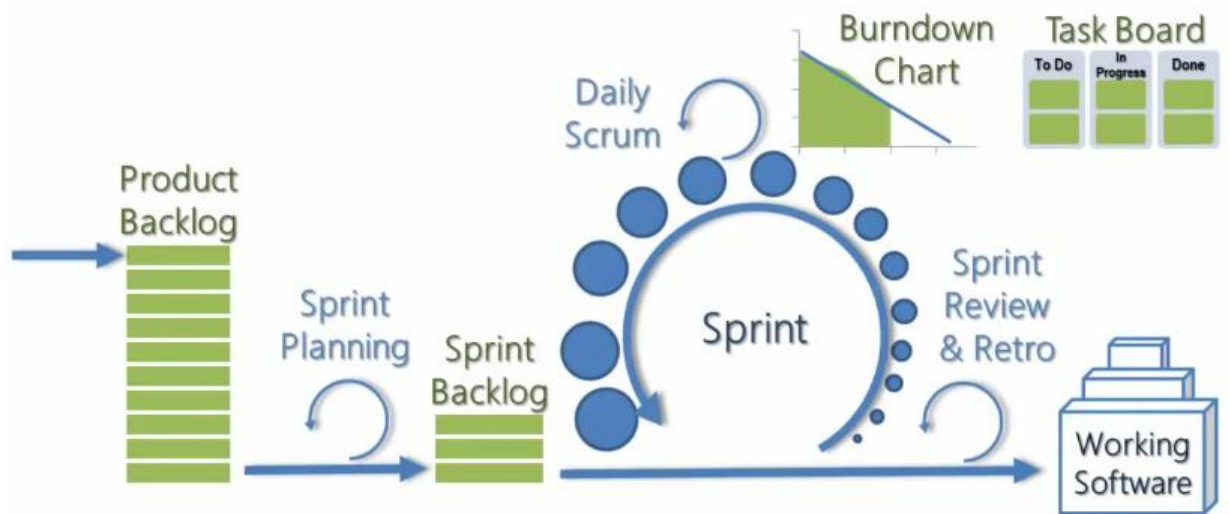 Product
Backlog
Sprint
Planning
Sprint
Backlog
Daily
Scrum
Sprint
Burndown
Chart
Task Board
To Do
In
Progress
Done
Sprint
Review
& Retro
Working
Software